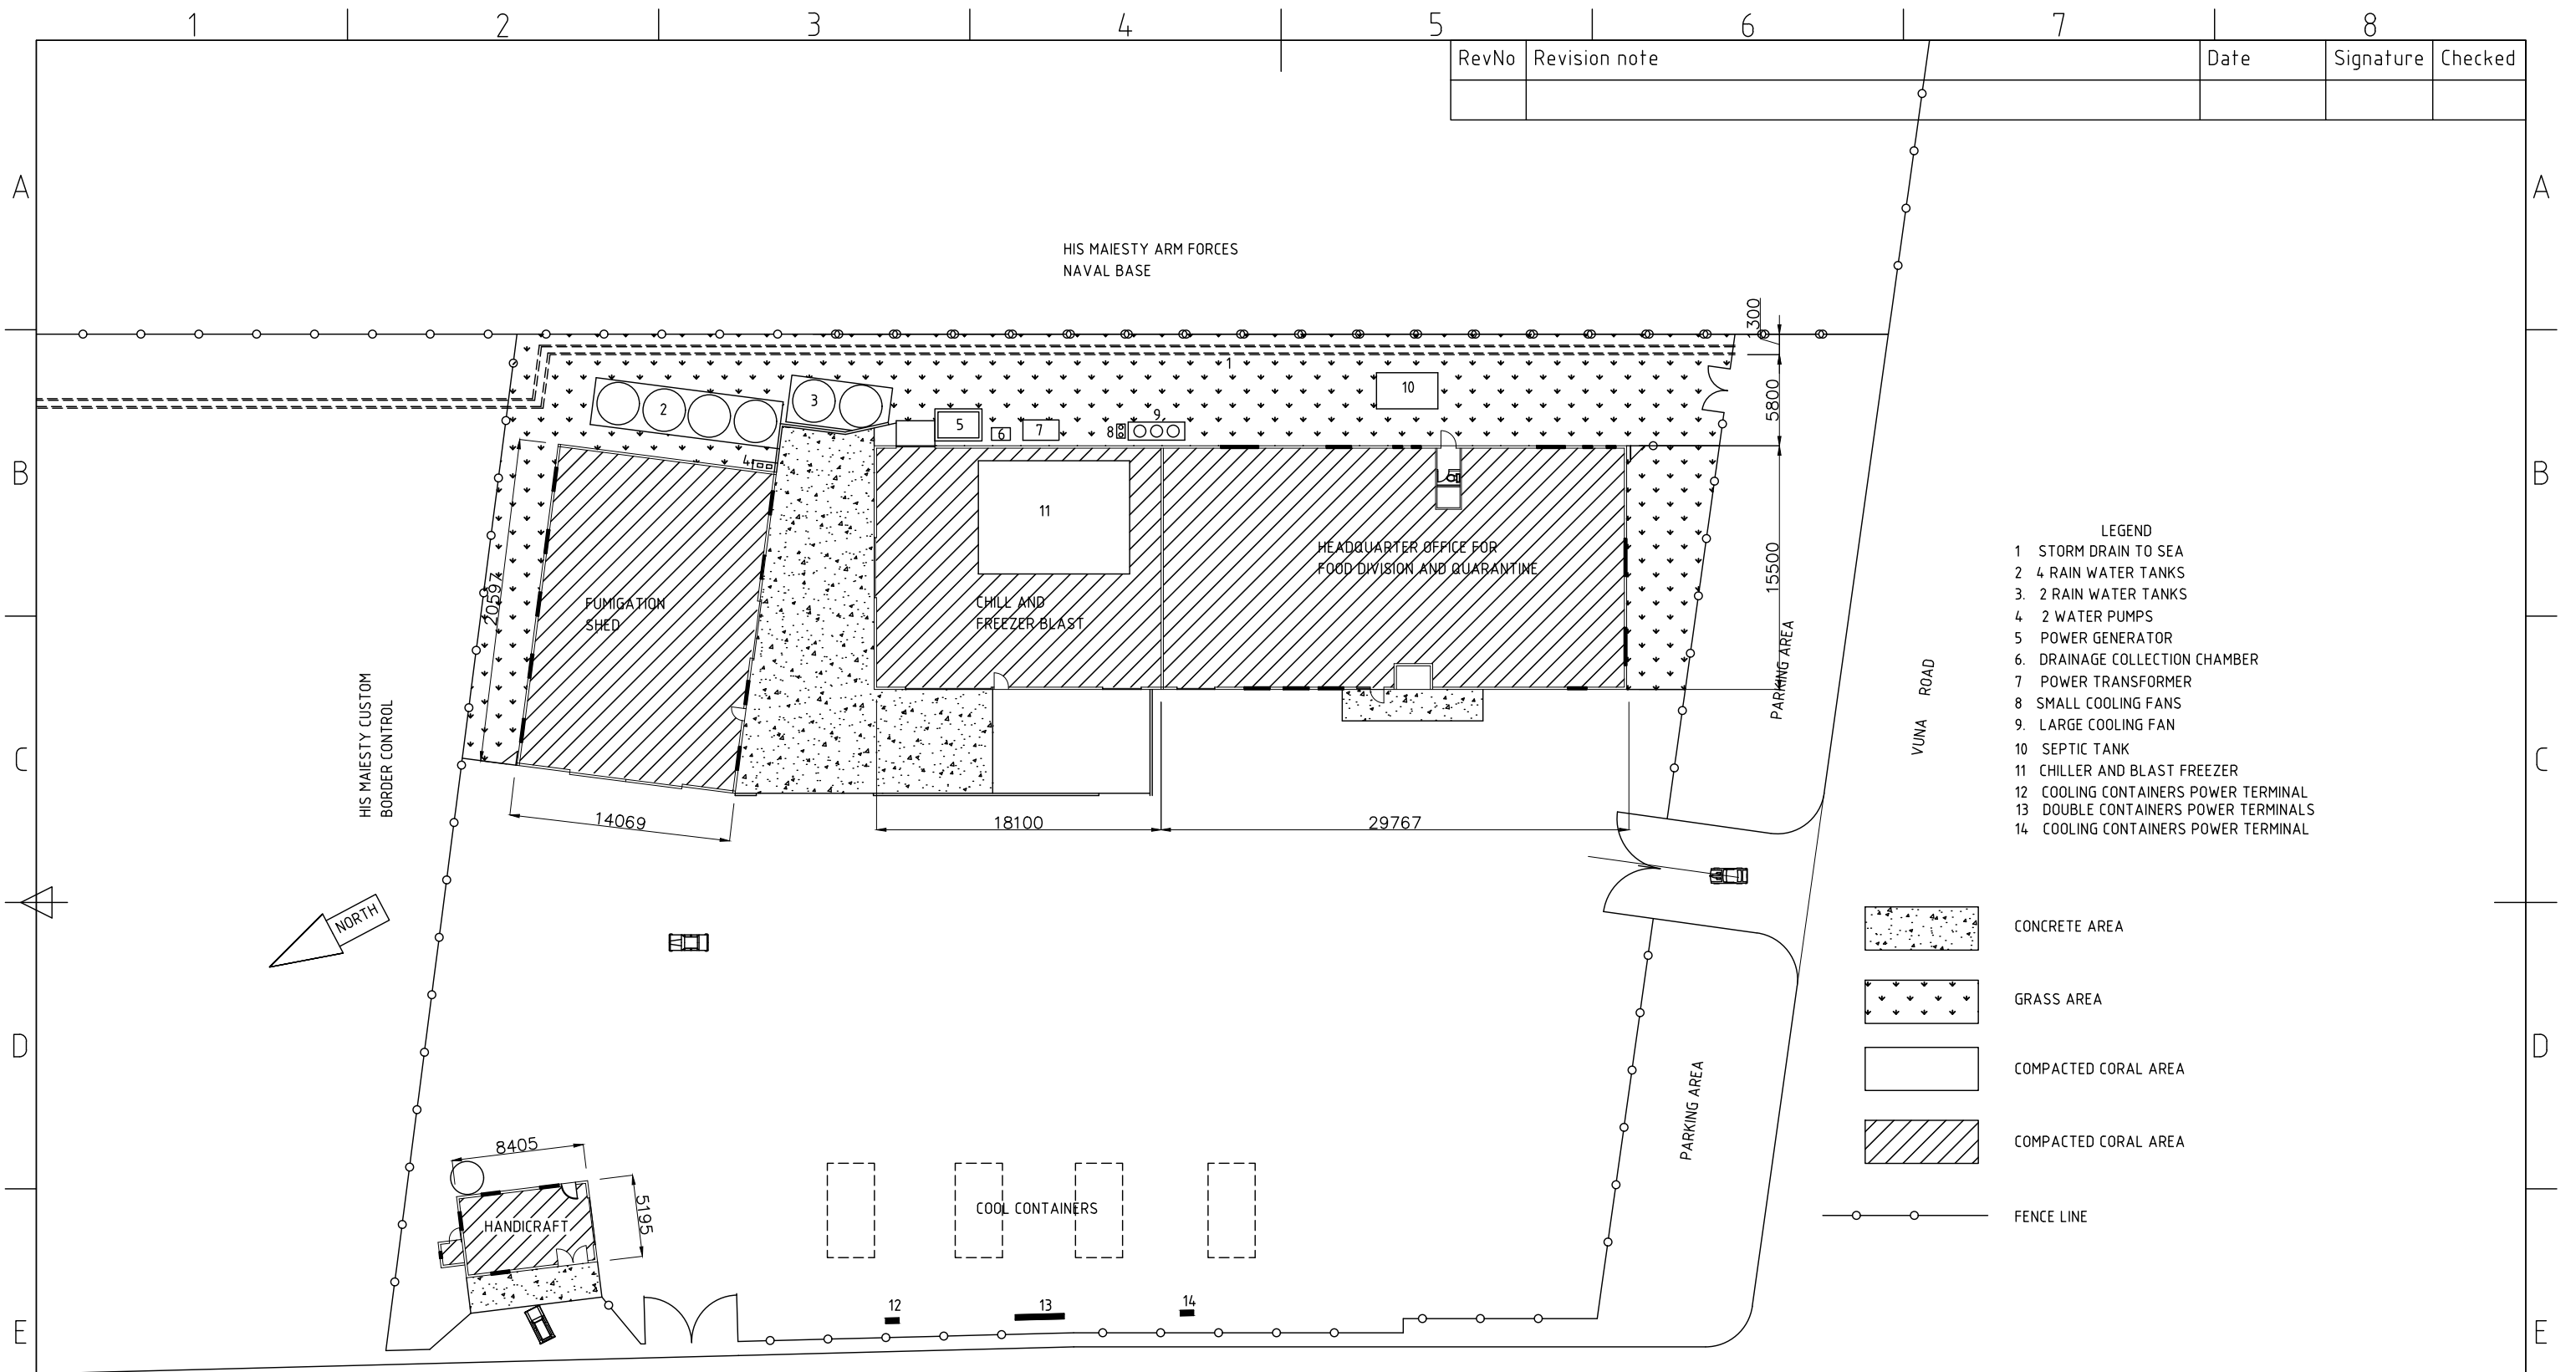 1 2 3 4 5 6 7 8
RevNo Revision note Date Signature Checked
A A
HIS MAIESTY ARM FORCES
NAVAL BASE
1300
1
5800
10
3
2
9
5
6
7
8
4
B B
11
LEGEND
1 STORM DRAIN TO SEA
2 4 RAIN WATER TANKS
3. 2 RAIN WATER TANKS
4 2 WATER PUMPS
5 POWER GENERATOR
6. DRAINAGE COLLECTION CHAMBER
7 POWER TRANSFORMER
8 SMALL COOLING FANS
9. LARGE COOLING FAN
10 SEPTIC TANK
11 CHILLER AND BLAST FREEZER
12 COOLING CONTAINERS POWER TERMINAL
13 DOUBLE CONTAINERS POWER TERMINALS
14 COOLING CONTAINERS POWER TERMINAL
HEADQUARTER OFFICE FOR
FOOD DIVISION AND QUARANTINE
15500
20597
FUMIGATION
SHED
CHILL AND
FREEZER BLAST
PARKING AREA
VUNA ROAD
HIS MAIESTY CUSTOM
BORDER CONTROL
C C
14069
18100
29767
NORTH
CONCRETE AREA
GRASS AREA
D D
COMPACTED CORAL AREA
COMPACTED CORAL AREA
PARKING AREA
8405
5195
HANDICRAFT
COOL CONTAINERS
FENCE LINE
12
13
14
E E